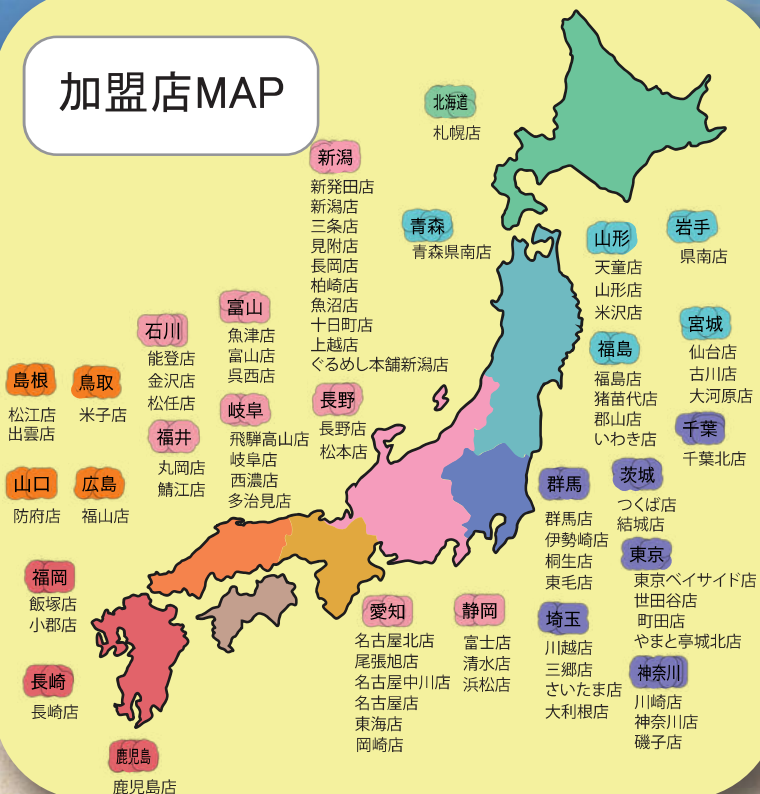 加盟店MAP
北海道
札幌店
新潟
新発田店
新潟店
三条店
見附店
長岡店
柏崎店
魚沼店
十日町店
上越店
ぐるめし本舗新潟店
青森
青森県南店
山形
天童店
山形店
米沢店
岩手
県南店
宮城
仙台店
古川店
大河原店
福島
福島店
猪苗代店
郡山店
いわき店
富山
魚津店
富山店
呉西店
石川
能登店
金沢店
松任店
福井
丸岡店
鯖江店
岐阜
飛騨高山店
岐阜店
西濃店
多治見店
長野
長野店
松本店
島根
松江店
出雲店
鳥取
米子店
山口
防府店
広島
福山店
千葉
千葉北店
茨城
つくば店
結城店
群馬
群馬店
伊勢崎店
桐生店
東毛店
東京
東京ベイサイド店
世田谷店
町田店
やまと亭城北店
埼玉
川越店
三郷店
さいたま店
大利根店
神奈川
川崎店
神奈川店
磯子店
愛知
名古屋北店
尾張旭店
名古屋中川店
名古屋店
東海店
岡崎店
静岡
富士店
清水店
浜松店
福岡
飯塚店
小郡店
長崎
長崎店
鹿児島
鹿児島店